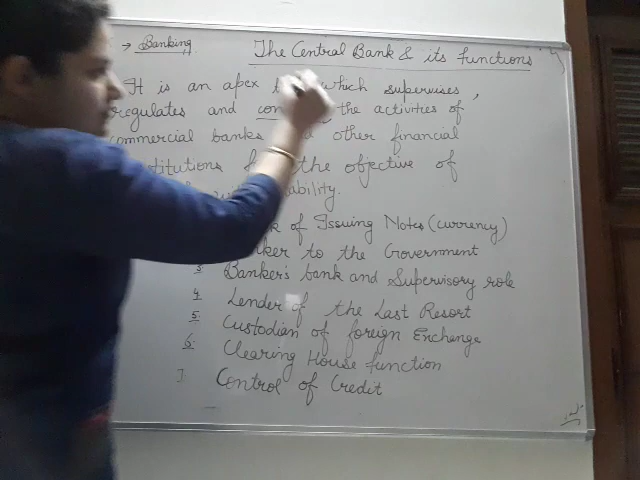 → Banking
The Central Bank & its functions
It is an apex which supervises,
regulates and the activities of
commercial banks other financial
the objective of
of Issuing Notes (currency)
to the Government
3 Banker's bank and Supervisory role
4 Lender of the Last Resort
5. Custodian of foreign Exchange
6. Clearing House function
7 Control of Credit